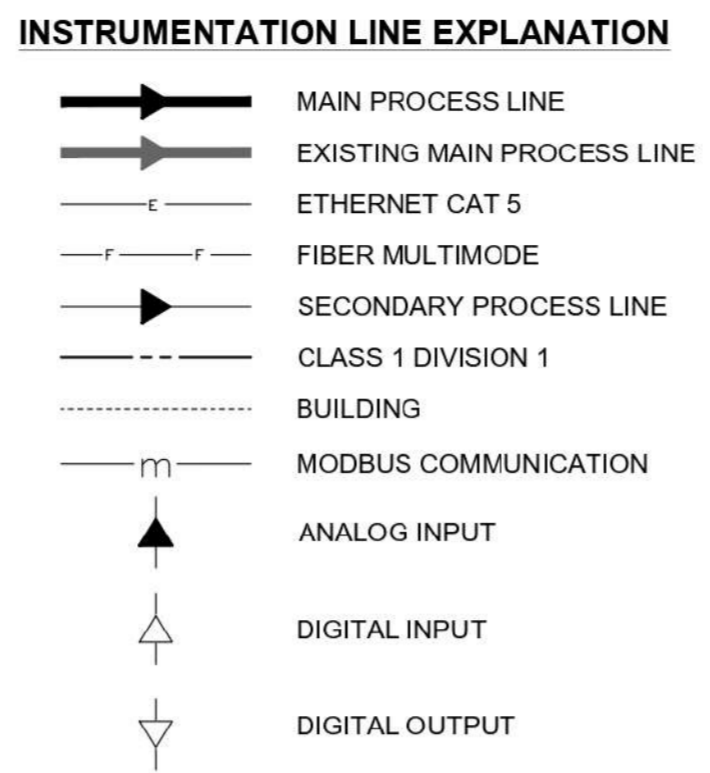 INSTRUMENTATION LINE EXPLANATION
MAIN PROCESS LINE
EXISTING MAIN PROCESS LINE
E ETHERNET CAT 5
F F FIBER MULTIMODE
SECONDARY PROCESS LINE
CLASS 1 DIVISION 1
BUILDING
m MODBUS COMMUNICATION
ANALOG INPUT
DIGITAL INPUT
DIGITAL OUTPUT